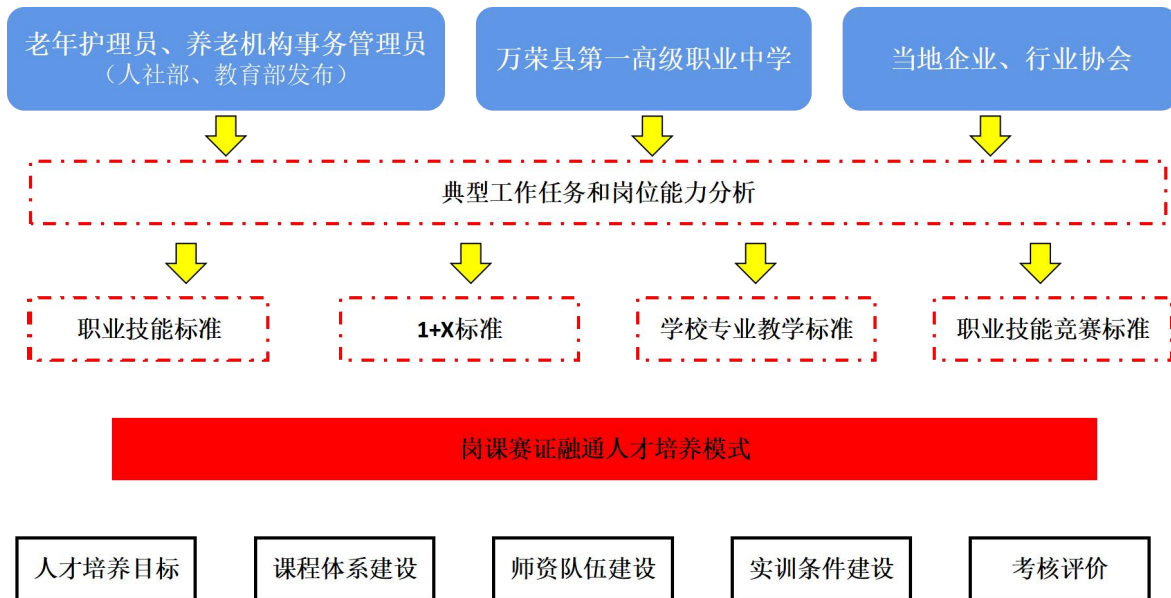 老年护理员、养老机构事务管理员
（人社部、教育部发布）
万荣县第一高级职业中学
当地企业、行业协会
典型工作任务和岗位能力分析
职业技能标准
1+X标准
学校专业教学标准
职业技能竞赛标准
岗课赛证融通人才培养模式
人才培养目标
课程体系建设
师资队伍建设
实训条件建设
考核评价